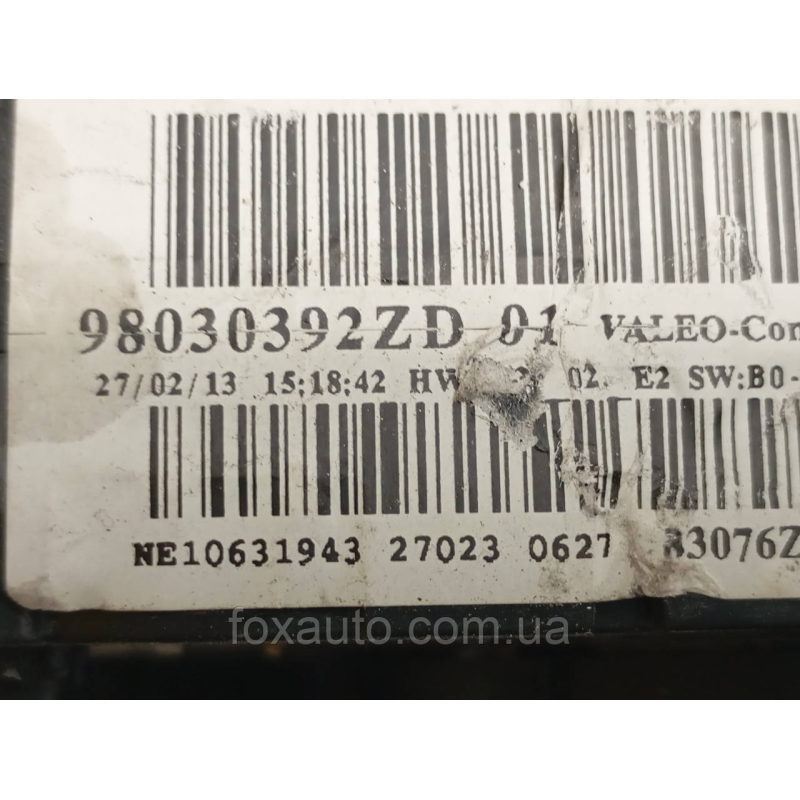 98030392ZD 01 VALEO-Con
27/02/13 15:18:42 HW 02. E2 SW:B0-
NE10631943 27023 0627 83076Z
foxauto.com.ua